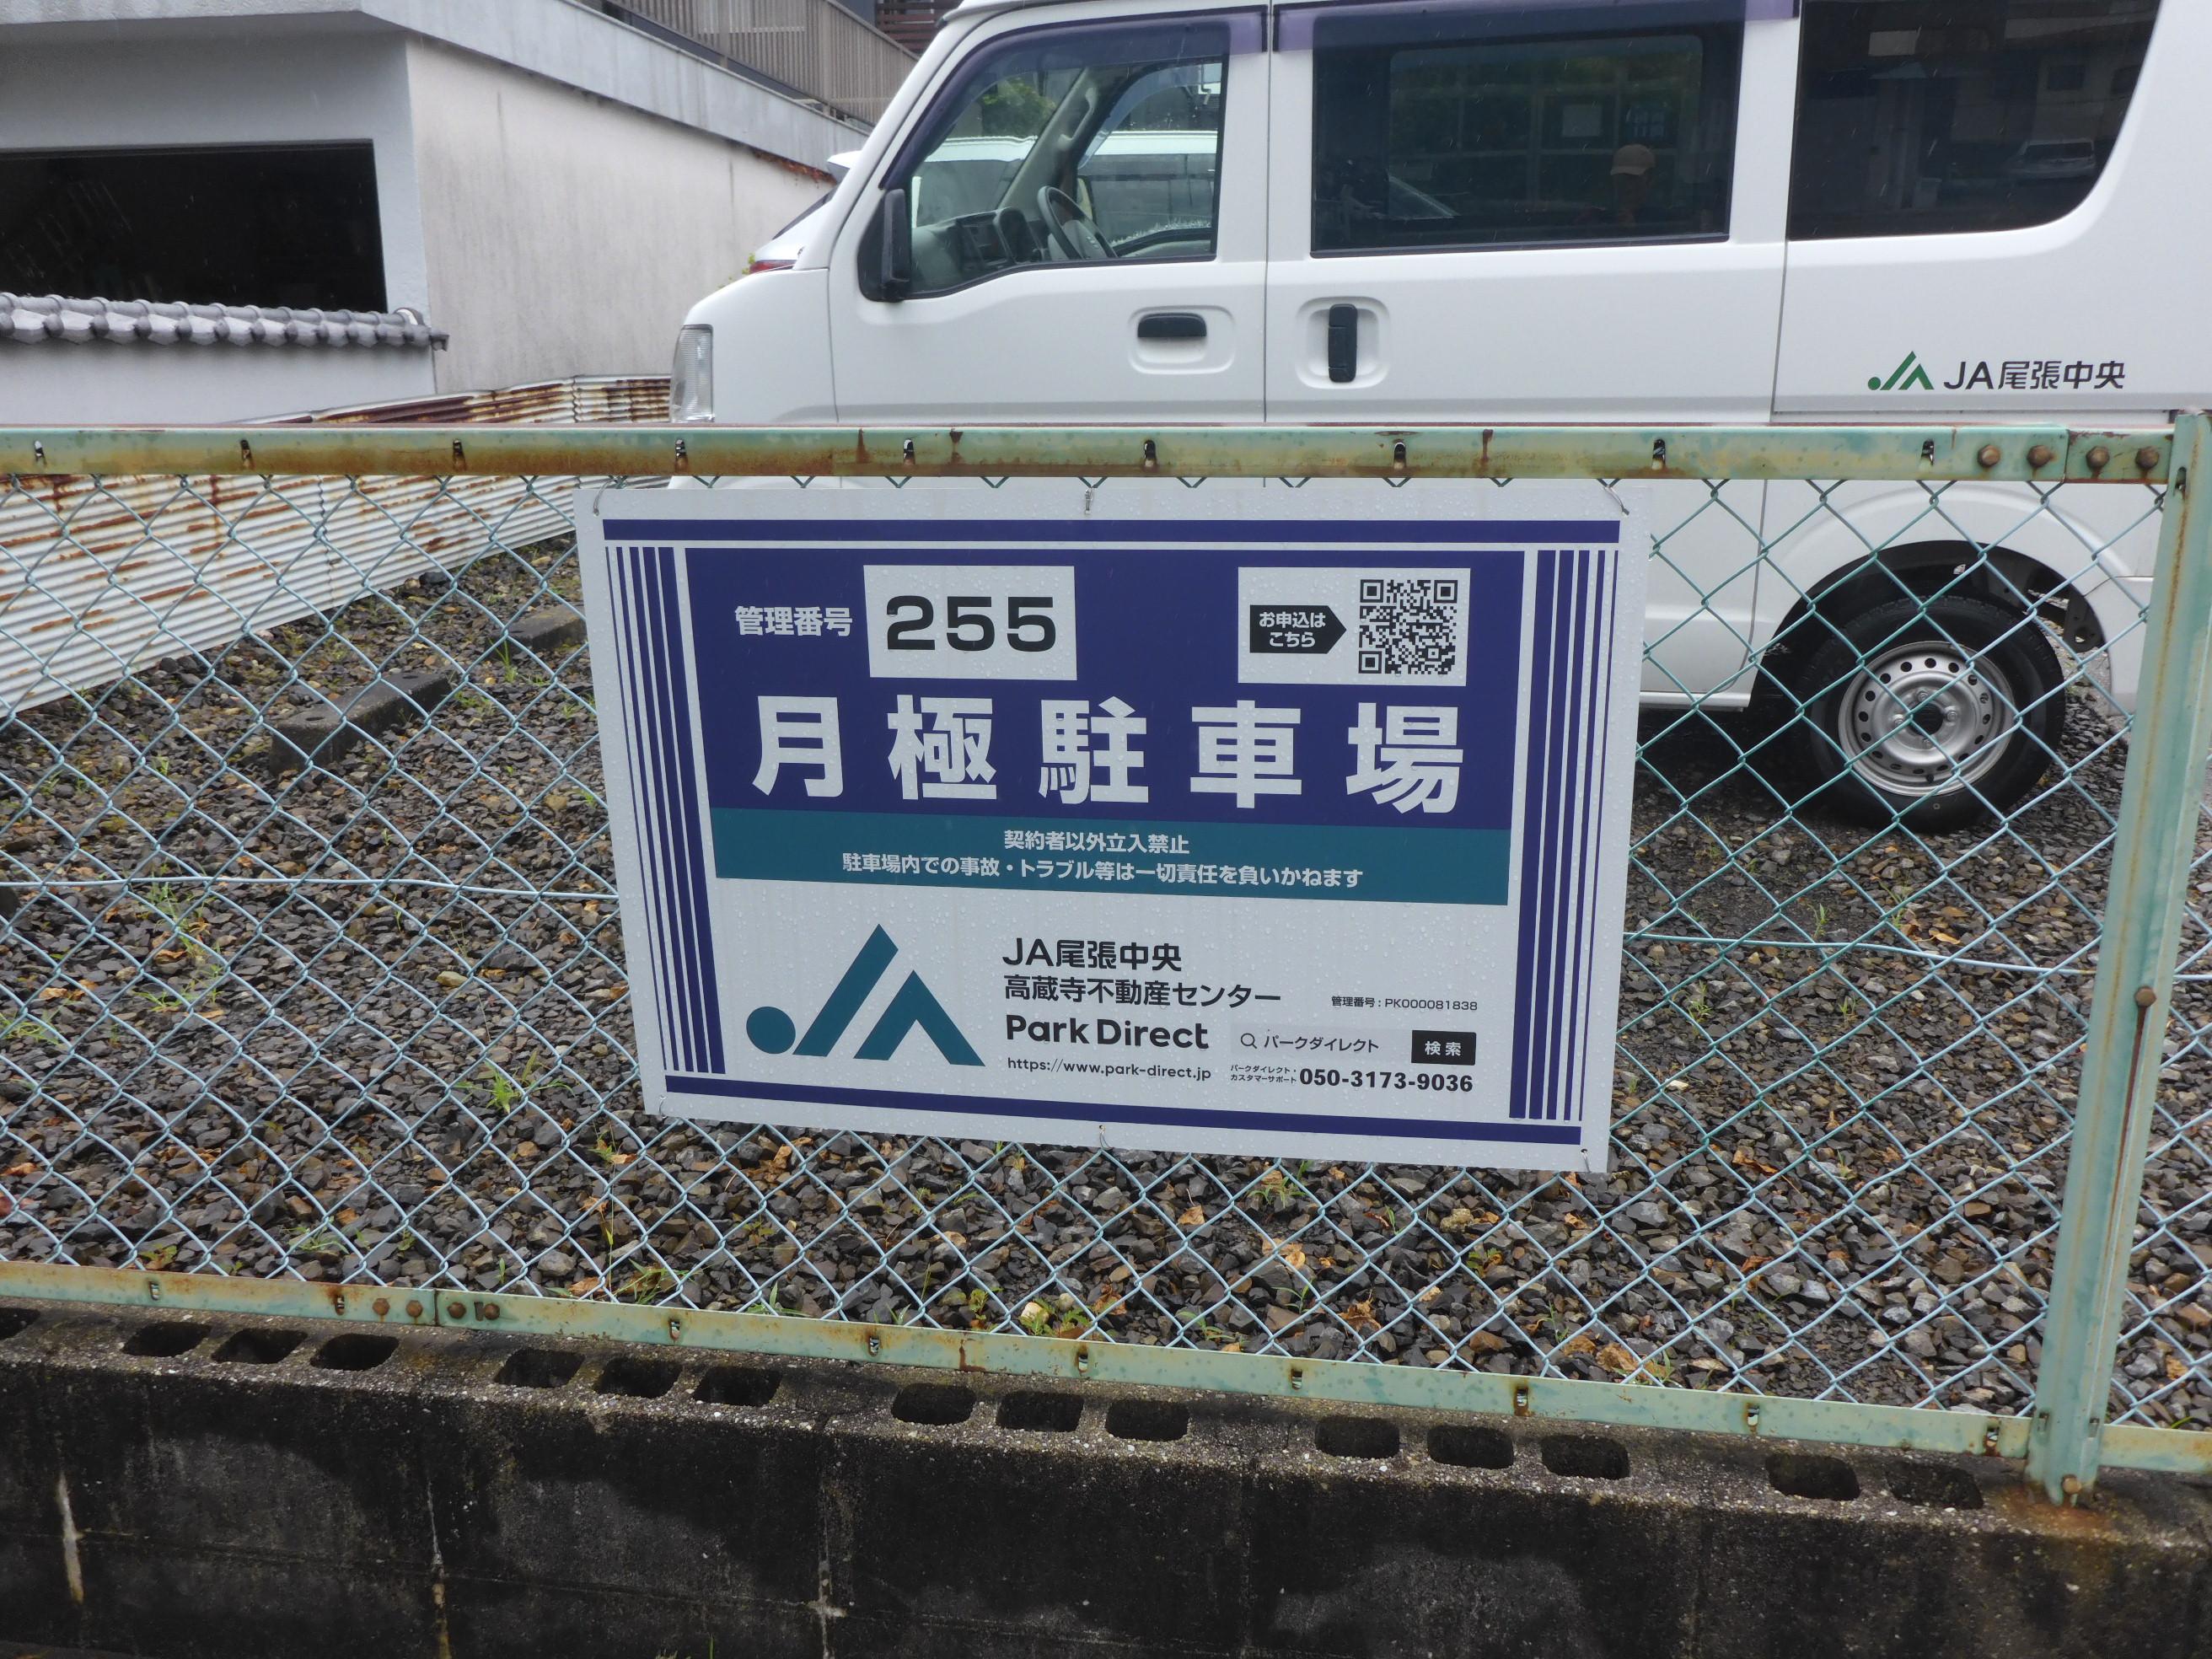 JA尾張中央
管理番号 255
お申込は
こちら
月極駐車場
契約者以外立入禁止
駐車場内での事故・トラブル等は一切責任を負いかねます
JA尾張中央
高蔵寺不動産センター
管理番号：PK000081838
Park Direct
パークダイレクト 検索
https://www.park-direct.jp
パークダイレクト・
カスタマーサポート 050-3173-9036